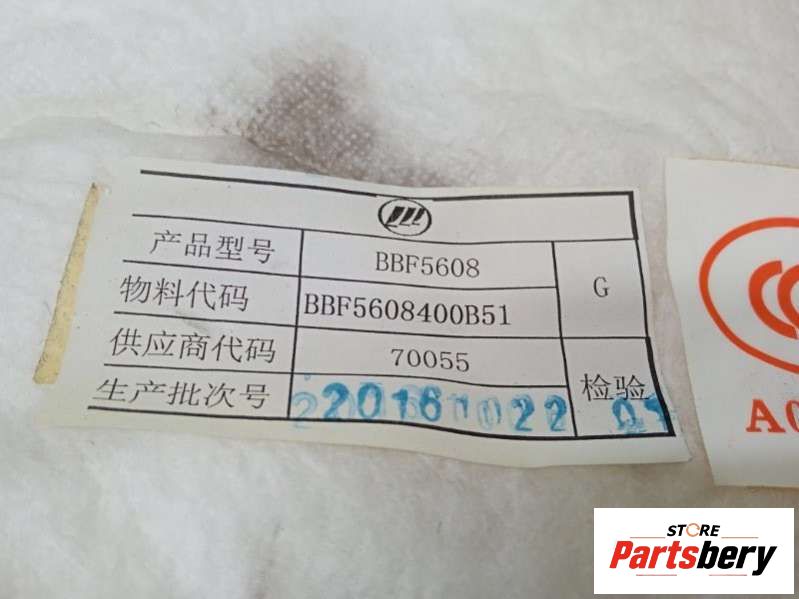 产品型号 BBF5608 G
物料代码 BBF5608400B51
供应商代码 70055 检验
生产批次号 20161022
STORE
Partsbery